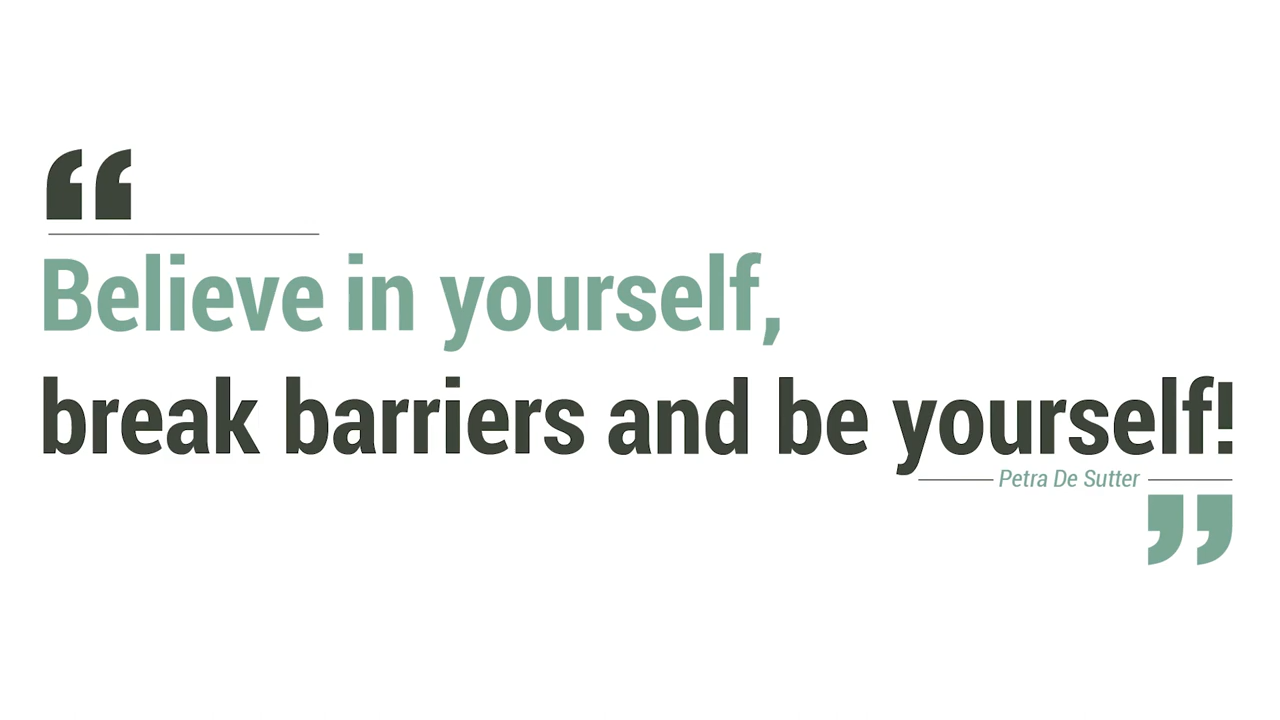 “
Believe in yourself,
break barriers and be yourself!
Petra De Sutter
”